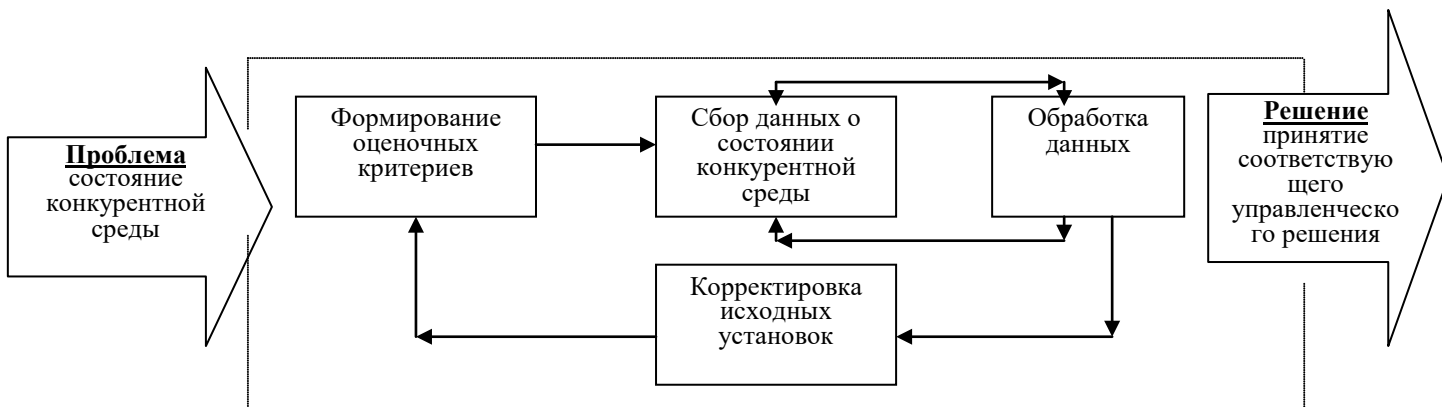 Проблема
состояние
конкурентной
среды
Формирование
оценочных
критериев
Сбор данных о
состоянии
конкурентной
среды
Обработка
данных
Корректировка
исходных
установок
Решение
принятие
соответствую
щего
управленческо
го решения